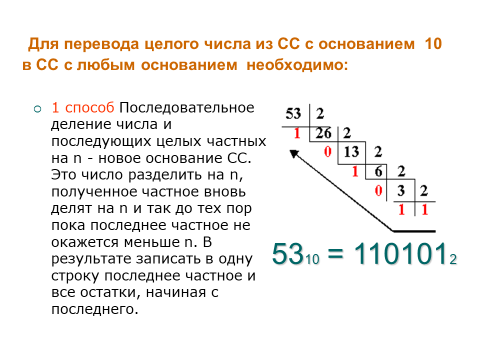 Для перевода целого числа из СС с основанием 10
в СС с любым основанием необходимо:
1 способ Последовательное
деление числа и
последующих целых частных
на n - новое основание СС.
Это число разделить на n,
полученное частное вновь
делят на n и так до тех пор
пока последнее частное не
окажется меньше n. В
результате записать в одну
строку последнее частное и
все остатки, начиная с
последнего.
53 2
1 26 2
0 13 2
1 6 2
0 3 2
1 1
53₁₀ = 110101₂